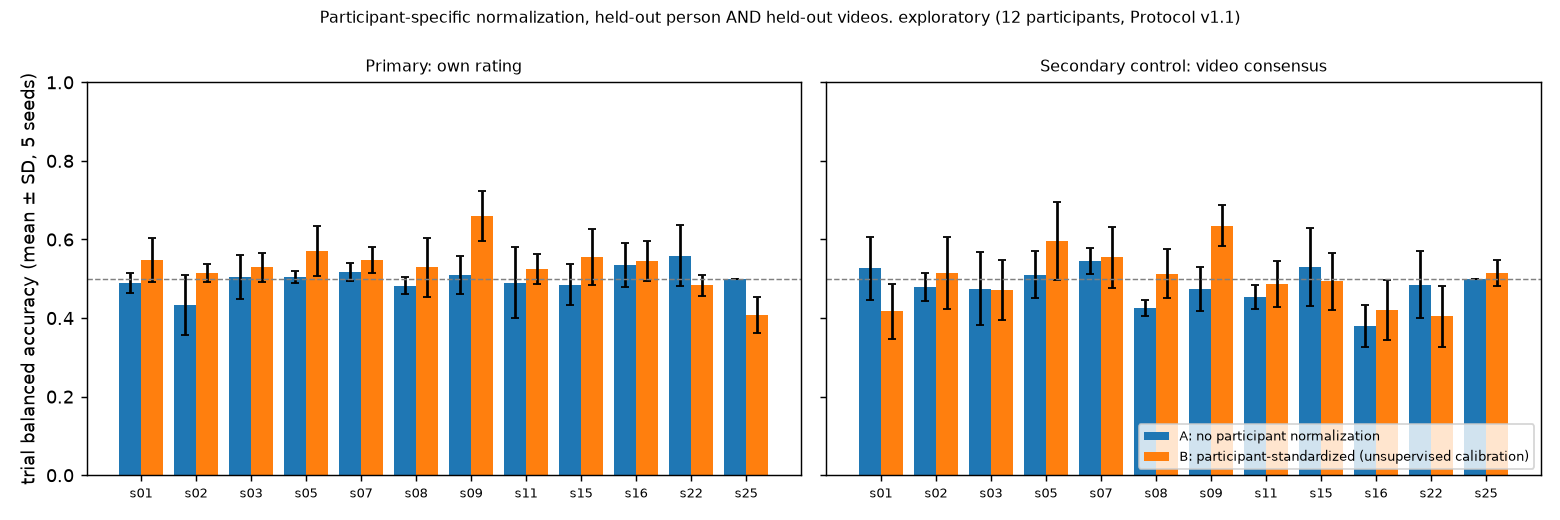 Participant-specific normalization, held-out person AND held-out videos. exploratory (12 participants, Protocol v1.1)
Primary: own rating
Secondary control: video consensus
trial balanced accuracy (mean ± SD, 5 seeds)
1.0
0.8
0.6
0.4
0.2
0.0
s01 s02 s03 s05 s07 s08 s09 s11 s15 s16 s22 s25
s01 s02 s03 s05 s07 s08 s09 s11 s15 s16 s22 s25
A: no participant normalization
B: participant-standardized (unsupervised calibration)